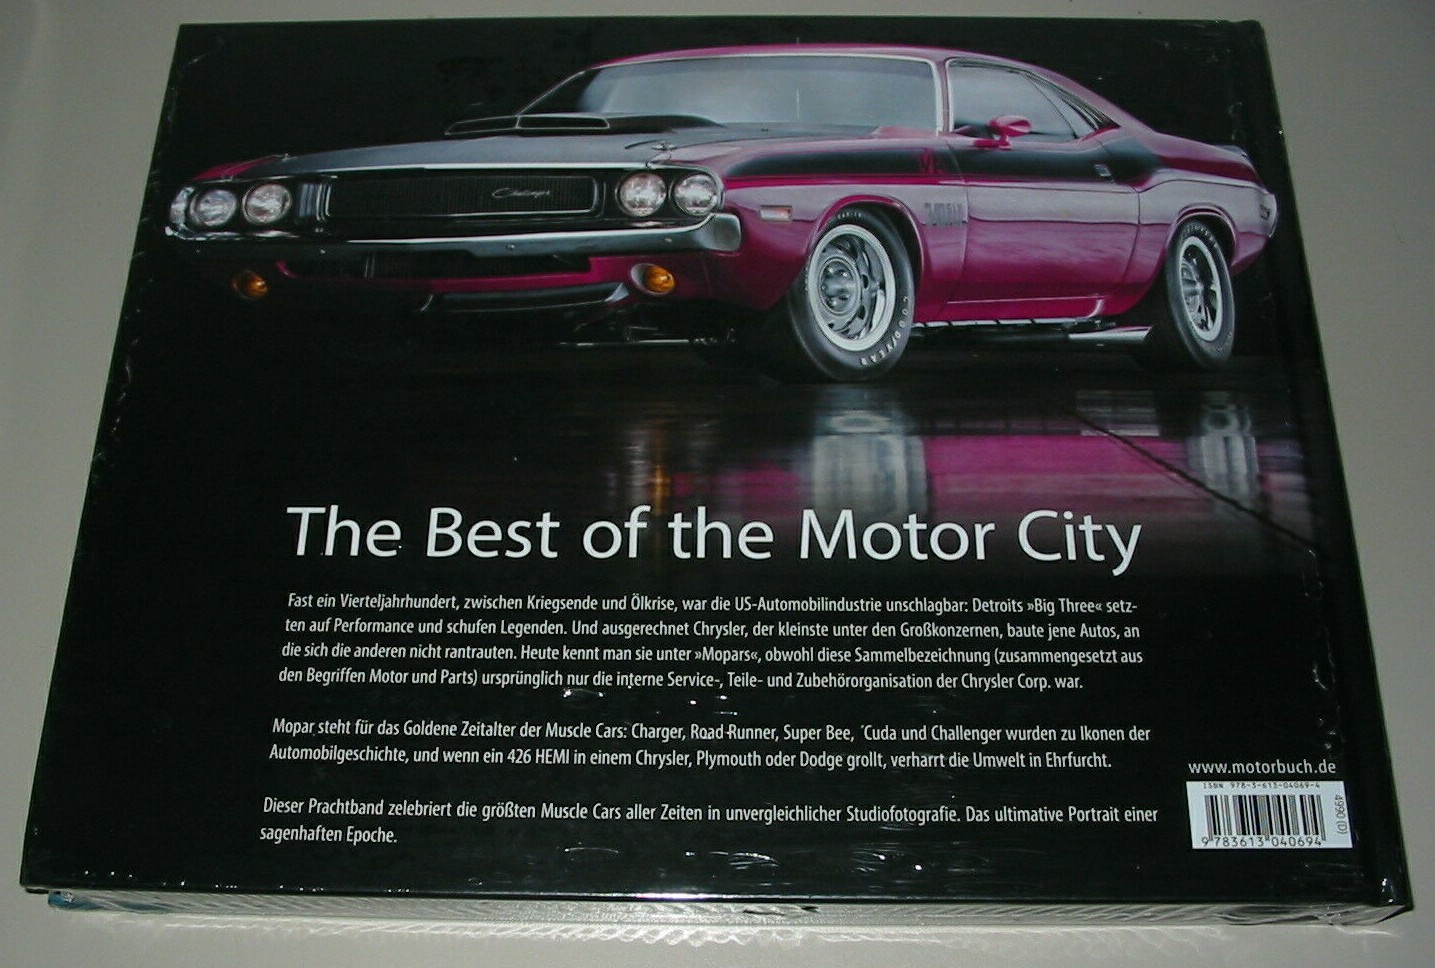 Challenger
GOODYEAR
The Best of the Motor City
Fast ein Vierteljahrhundert, zwischen Kriegsende und Ölkrise, war die US-Automobilindustrie unschlagbar: Detroits »Big Three« setz-
ten auf Performance und schufen Legenden. Und ausgerechnet Chrysler, der kleinste unter den Großkonzernen, baute jene Autos, an
die sich die anderen nicht rantrauten. Heute kennt man sie unter »Mopars«, obwohl diese Sammelbezeichnung (zusammengesetzt aus
den Begriffen Motor und Parts) ursprünglich nur die interne Service-, Teile- und Zubehörorganisation der Chrysler Corp. war.
Mopar steht für das Goldene Zeitalter der Muscle Cars: Charger, Road Runner, Super Bee, ´Cuda und Challenger wurden zu Ikonen der
Automobilgeschichte, und wenn ein 426 HEMI in einem Chrysler, Plymouth oder Dodge grollt, verharrt die Umwelt in Ehrfurcht.
Dieser Prachtband zelebriert die größten Muscle Cars aller Zeiten in unvergleichlicher Studiofotografie. Das ultimative Portrait einer
sagenhaften Epoche.
www.motorbuch.de
ISBN 978-3-613-04069-4
9 783613 040694
4990 (D)